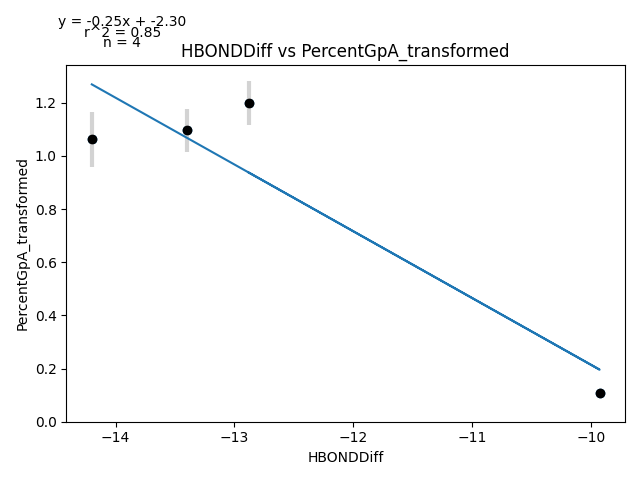 y = -0.25x + -2.30
r^2 = 0.85
n = 4
HBONDDiff vs PercentGpA_transformed
1.2
1.0
0.8
0.6
0.4
0.2
0.0
PercentGpA_transformed
−14
−13
−12
−11
−10
HBONDDiff